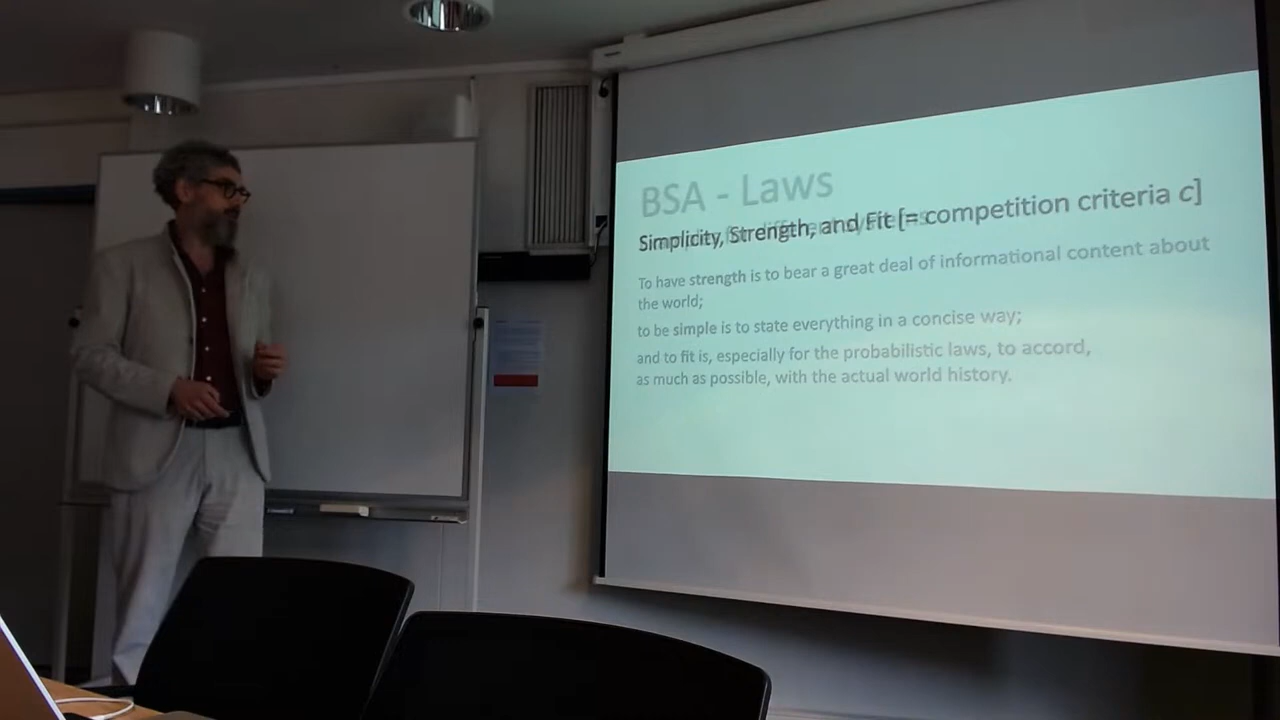 BSA - Laws
Simplicity, Strength, and Fit [= competition criteria c]
To have strength is to bear a great deal of informational content about
the world;
to be simple is to state everything in a concise way;
and to fit is, especially for the probabilistic laws, to accord,
as much as possible, with the actual world history.